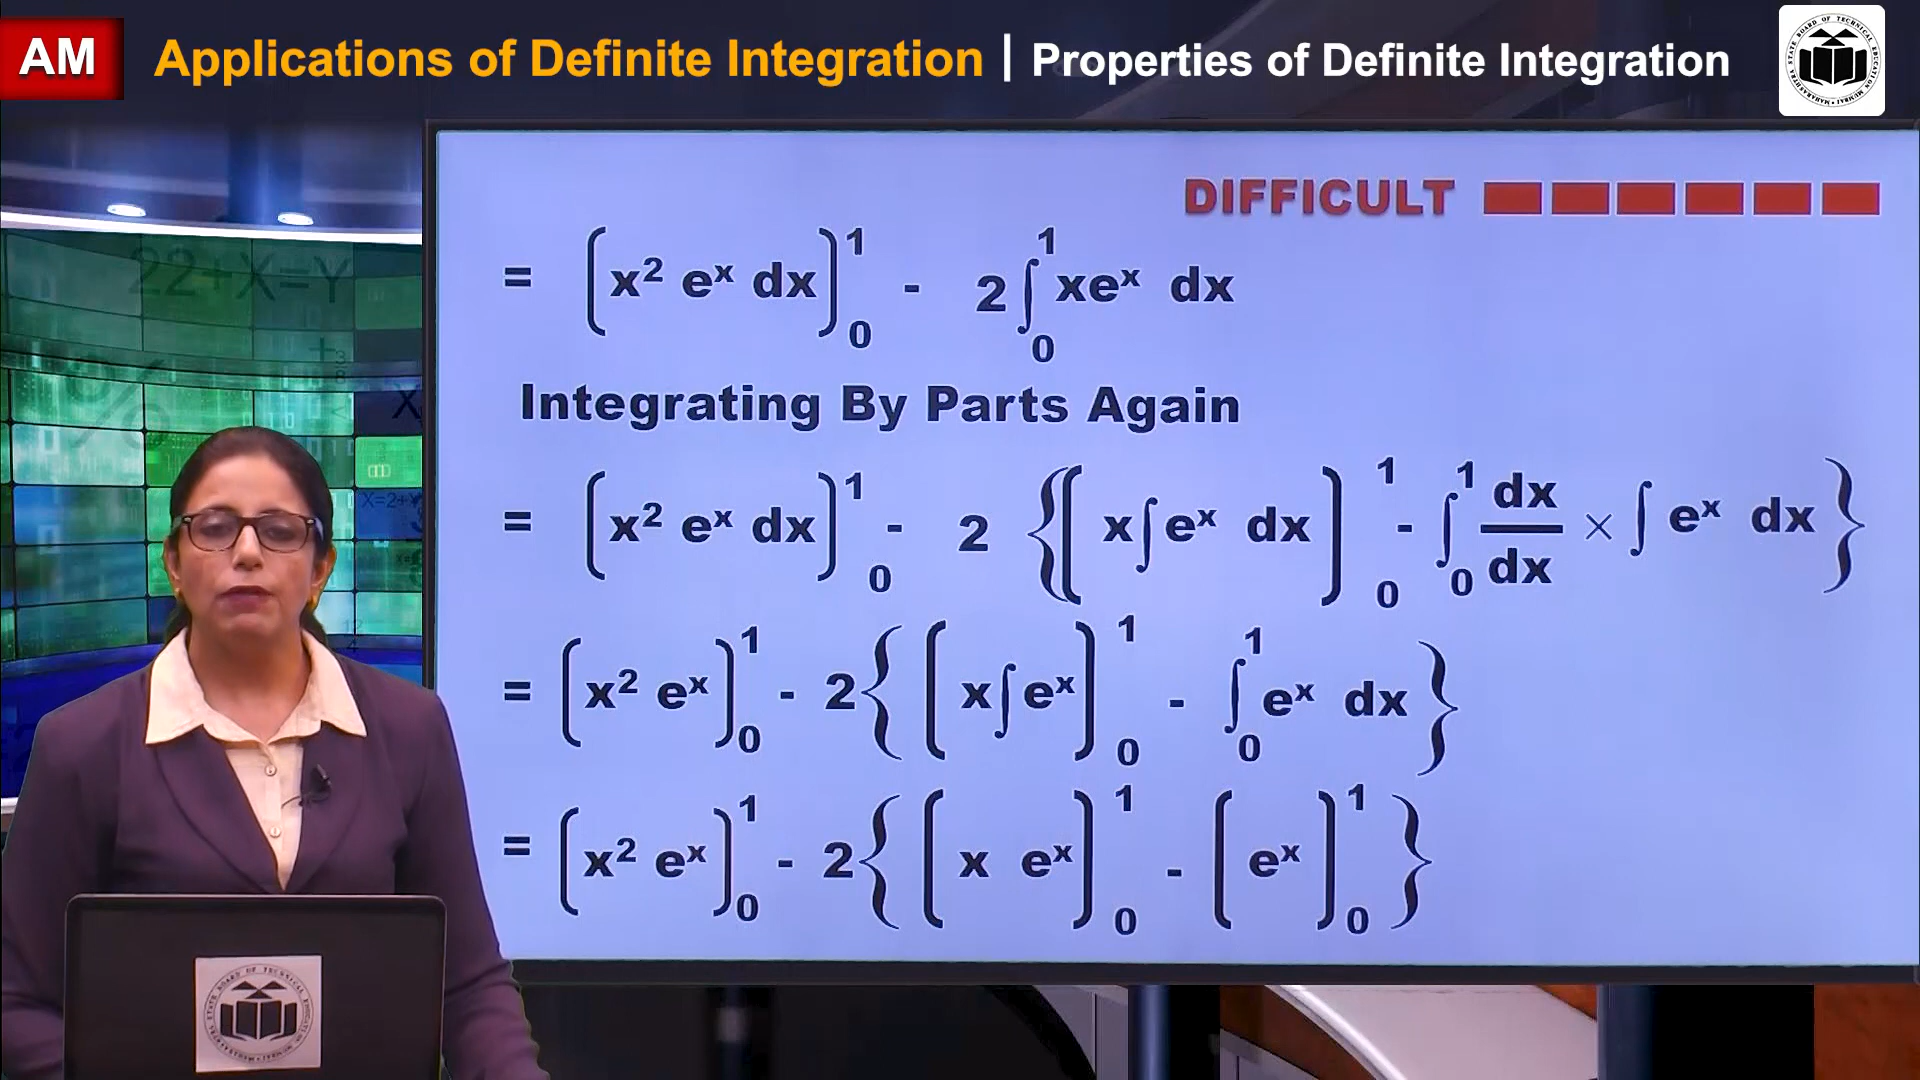 AM Applications of Definite Integration | Properties of Definite Integration
DIFFICULT
= [x² eˣ dx]₀¹ - 2∫₀¹ xeˣ dx
Integrating By Parts Again
= [x² eˣ dx]₀¹ - 2 {[x∫eˣ dx]₀¹ - ∫₀¹ dx/dx × ∫ eˣ dx}
= [x² eˣ]₀¹ - 2{[x∫eˣ]₀¹ - ∫₀¹ eˣ dx}
= [x² eˣ]₀¹ - 2{[x eˣ]₀¹ - [eˣ]₀¹}
22+X=Y